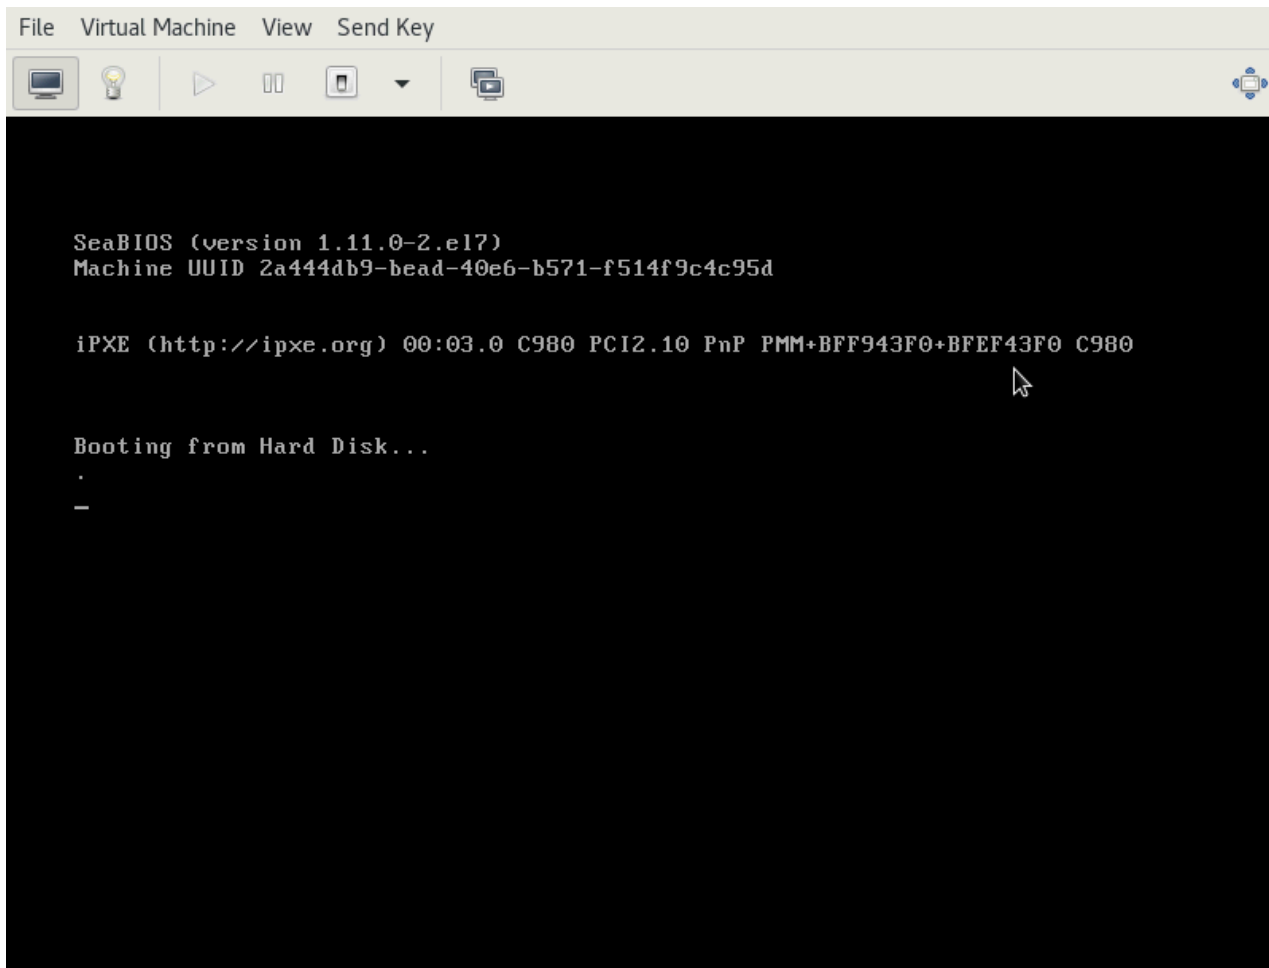 File Virtual Machine View Send Key
SeaBIOS (version 1.11.0-2.el7)
Machine UUID 2a444db9-bead-40e6-b571-f514f9c4c95d
iPXE (http://ipxe.org) 00:03.0 C980 PCI2.10 PnP PMM+BFF943F0+BFEF43F0 C980
Booting from Hard Disk...
.
_